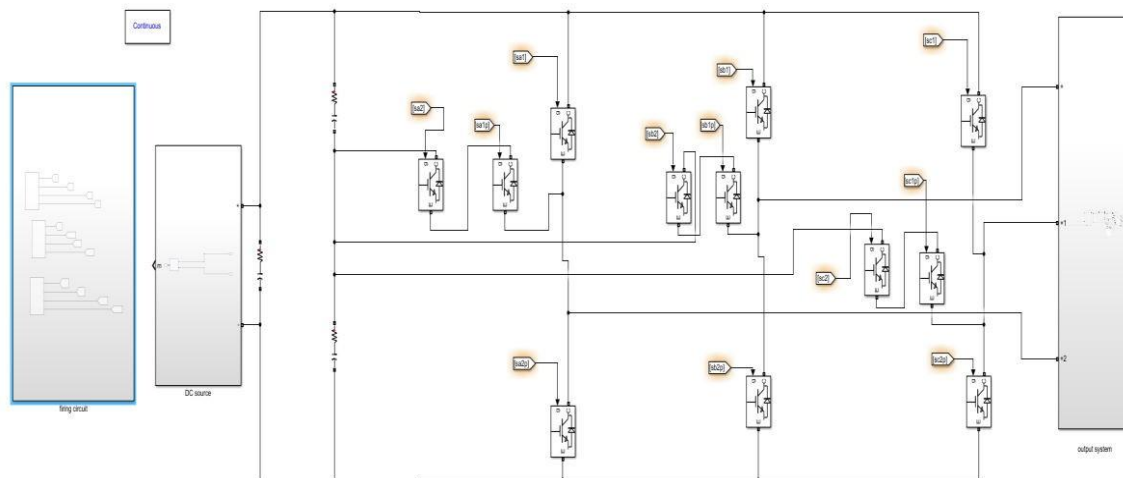 Continuous
[sa1]
[sa2]
[sa1p]
[sb1]
[sb2]
[sb1p]
[sc1]
[sc1p]
[sc2]
[sa2p]
[sb2p]
[sc2p]
+
+1
+2
m
+
-
DC source
firing circuit
output system